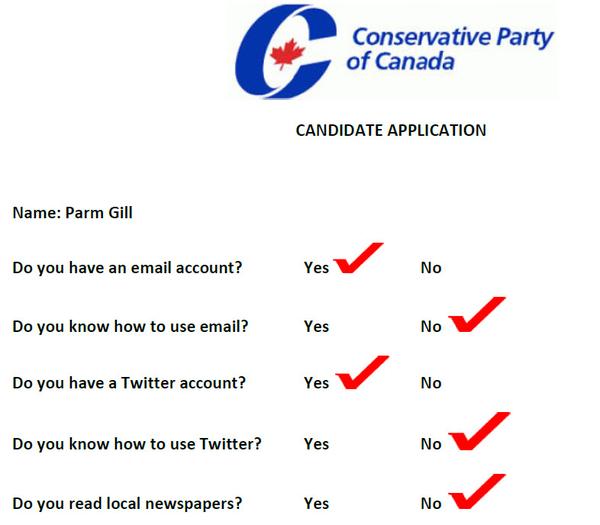 Conservative Party
of Canada
CANDIDATE APPLICATION
Name: Parm Gill
Do you have an email account? Yes No
Do you know how to use email? Yes No
Do you have a Twitter account? Yes No
Do you know how to use Twitter? Yes No
Do you read local newspapers? Yes No